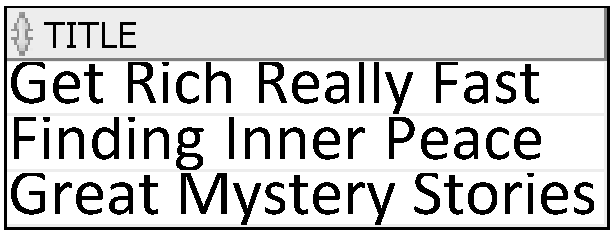 TITLE
Get Rich Really Fast
Finding Inner Peace
Great Mystery Stories